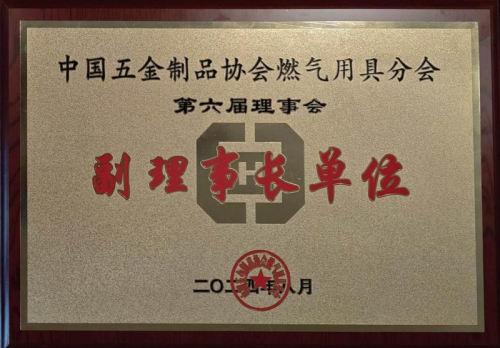 中国五金制品协会燃气用具分会
第六届理事会
副理事长单位
二〇二四年八月